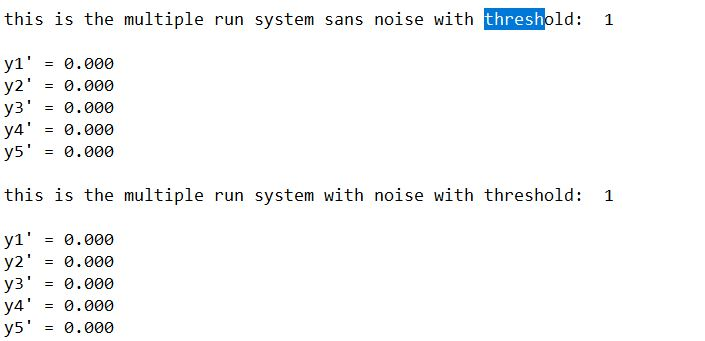 this is the multiple run system sans noise with threshold:  1
y1' = 0.000
y2' = 0.000
y3' = 0.000
y4' = 0.000
y5' = 0.000
this is the multiple run system with noise with threshold:  1
y1' = 0.000
y2' = 0.000
y3' = 0.000
y4' = 0.000
y5' = 0.000